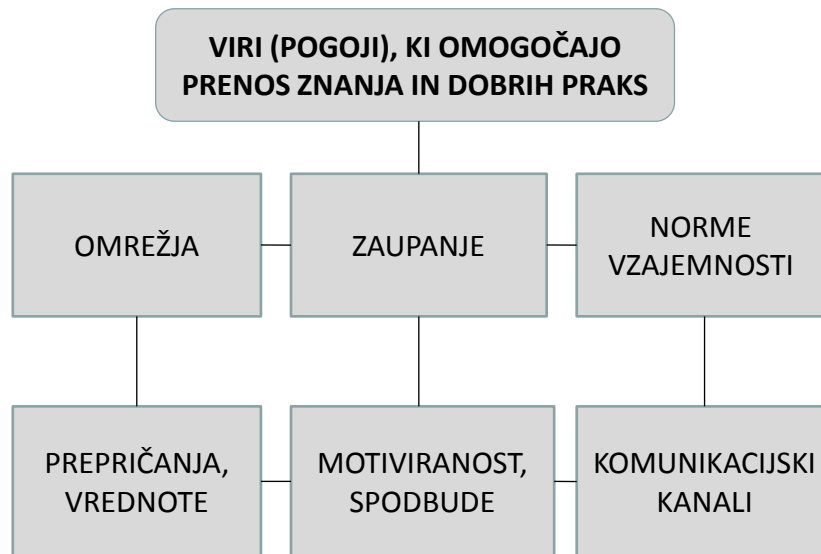 VIRI (POGOJI), KI OMOGOČAJO
PRENOS ZNANJA IN DOBRIH PRAKS
OMREŽJA
ZAUPANJE
NORME
VZAJEMNOSTI
PREPRIČANJA,
VREDNOTE
MOTIVIRANOST,
SPODBUDE
KOMUNIKACIJSKI
KANALI